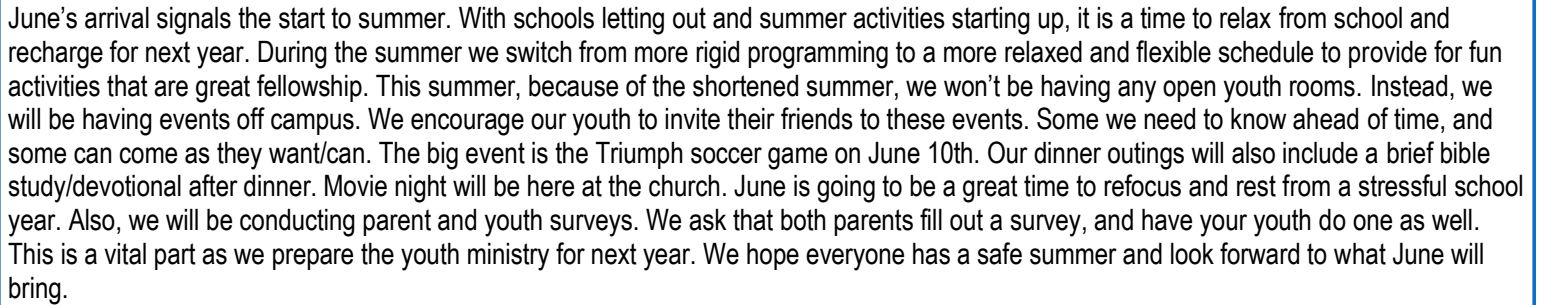 June’s arrival signals the start to summer. With schools letting out and summer activities starting up, it is a time to relax from school and
recharge for next year. During the summer we switch from more rigid programming to a more relaxed and flexible schedule to provide for fun
activities that are great fellowship. This summer, because of the shortened summer, we won’t be having any open youth rooms. Instead, we
will be having events off campus. We encourage our youth to invite their friends to these events. Some we need to know ahead of time, and
some can come as they want/can. The big event is the Triumph soccer game on June 10th. Our dinner outings will also include a brief bible
study/devotional after dinner. Movie night will be here at the church. June is going to be a great time to refocus and rest from a stressful school
year. Also, we will be conducting parent and youth surveys. We ask that both parents fill out a survey, and have your youth do one as well.
This is a vital part as we prepare the youth ministry for next year. We hope everyone has a safe summer and look forward to what June will
bring.